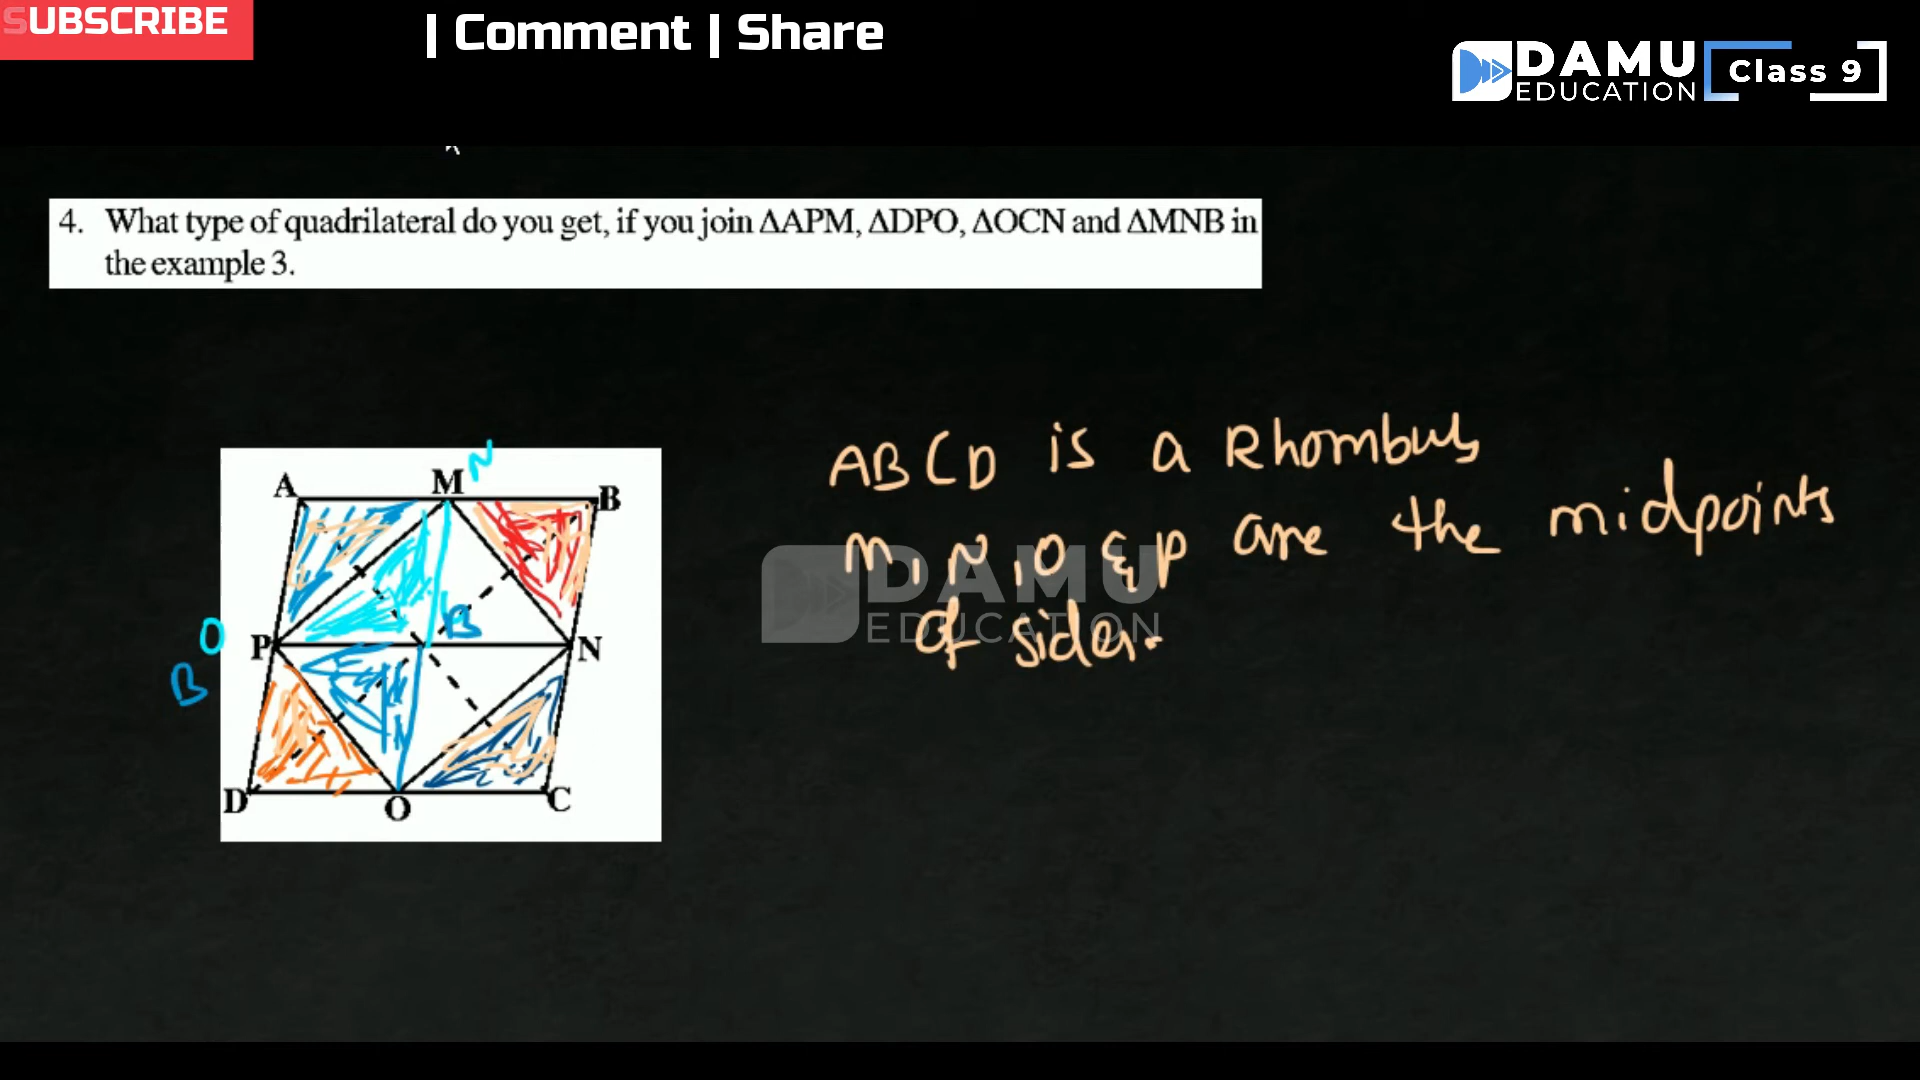 SUBSCRIBE
| Comment | Share
DAMU
EDUCATION
Class 9
4. What type of quadrilateral do you get, if you join ΔAPM, ΔDPO, ΔOCN and ΔMNB in
the example 3.
N
A M B
ABCD is a Rhombus
M, N, O & P are the midpoints
of sides.
DAMU
EDUCATION
O P B N
B
D O C